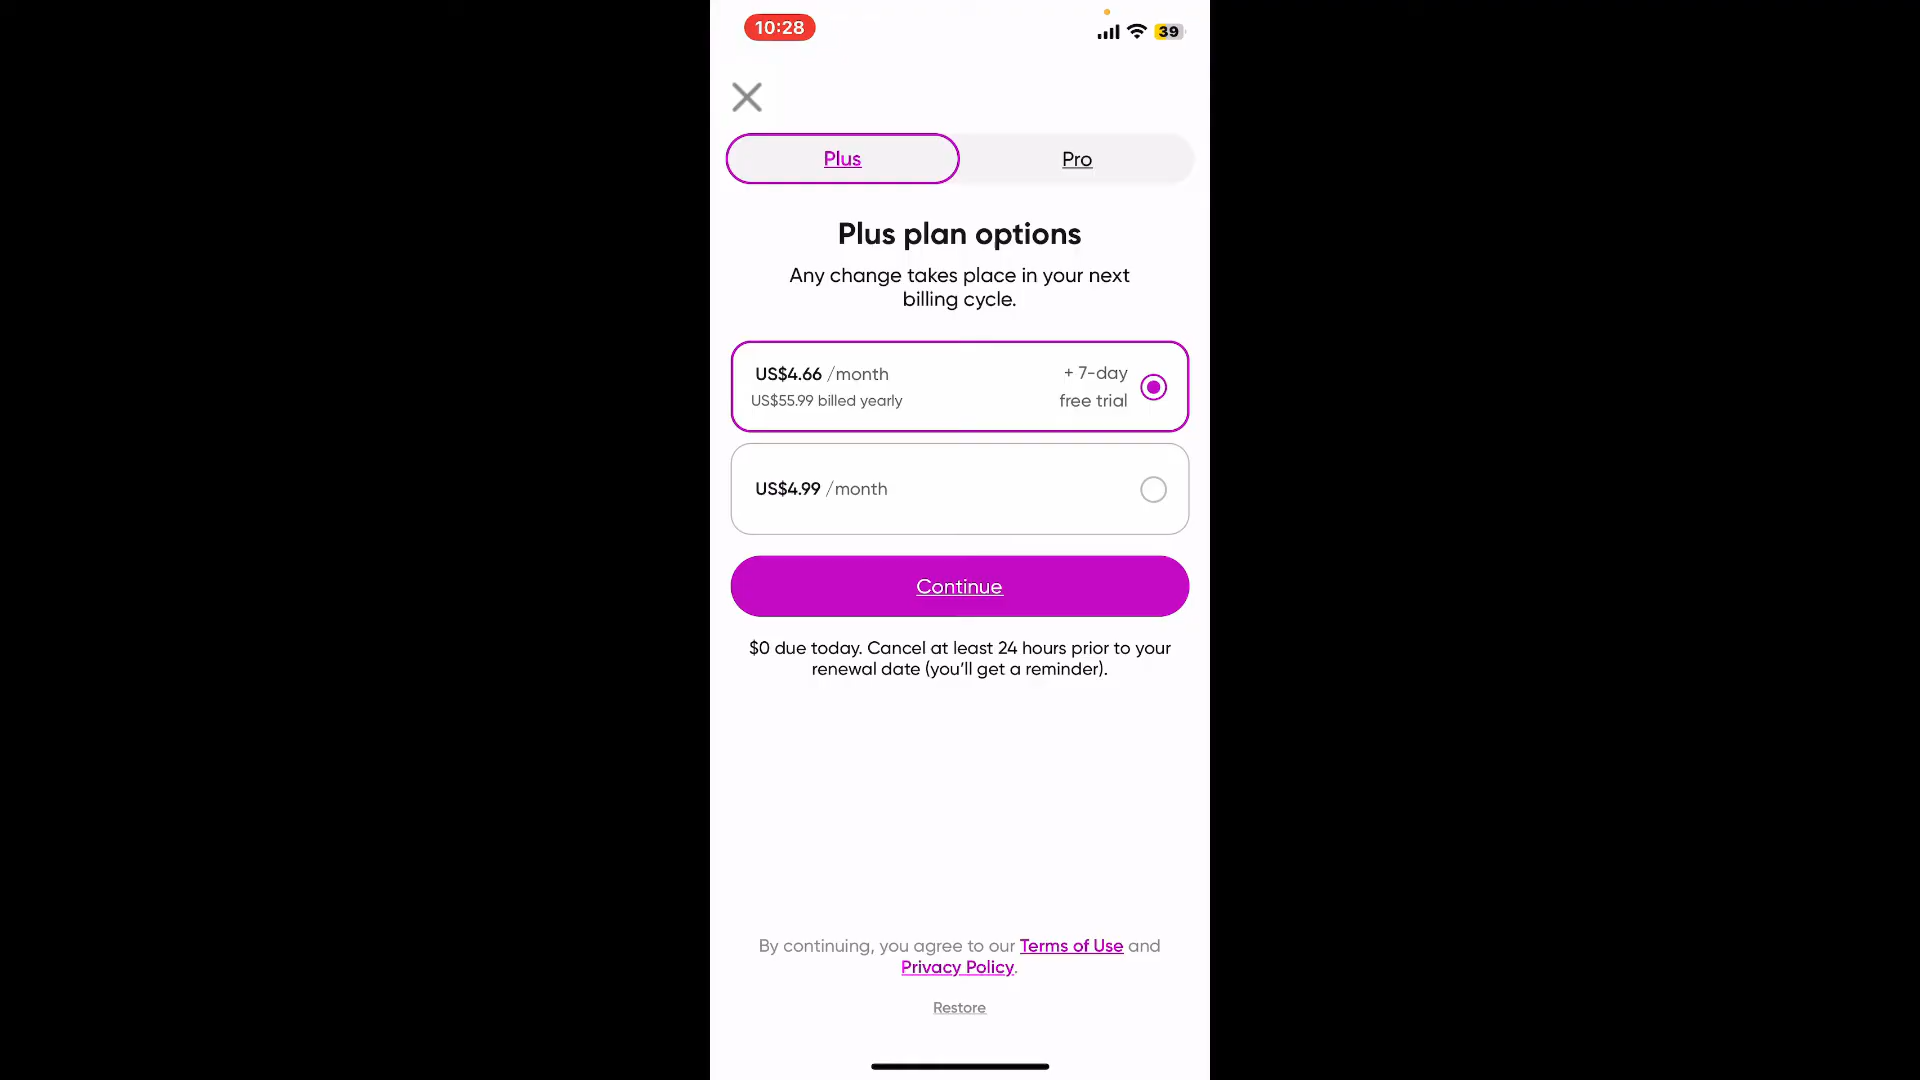 10:28
39
Plus
Pro
Plus plan options
Any change takes place in your next
billing cycle.
US$4.66 /month
US$55.99 billed yearly
+ 7-day
free trial
US$4.99 /month
Continue
$0 due today. Cancel at least 24 hours prior to your
renewal date (you’ll get a reminder).
By continuing, you agree to our Terms of Use and
Privacy Policy.
Restore